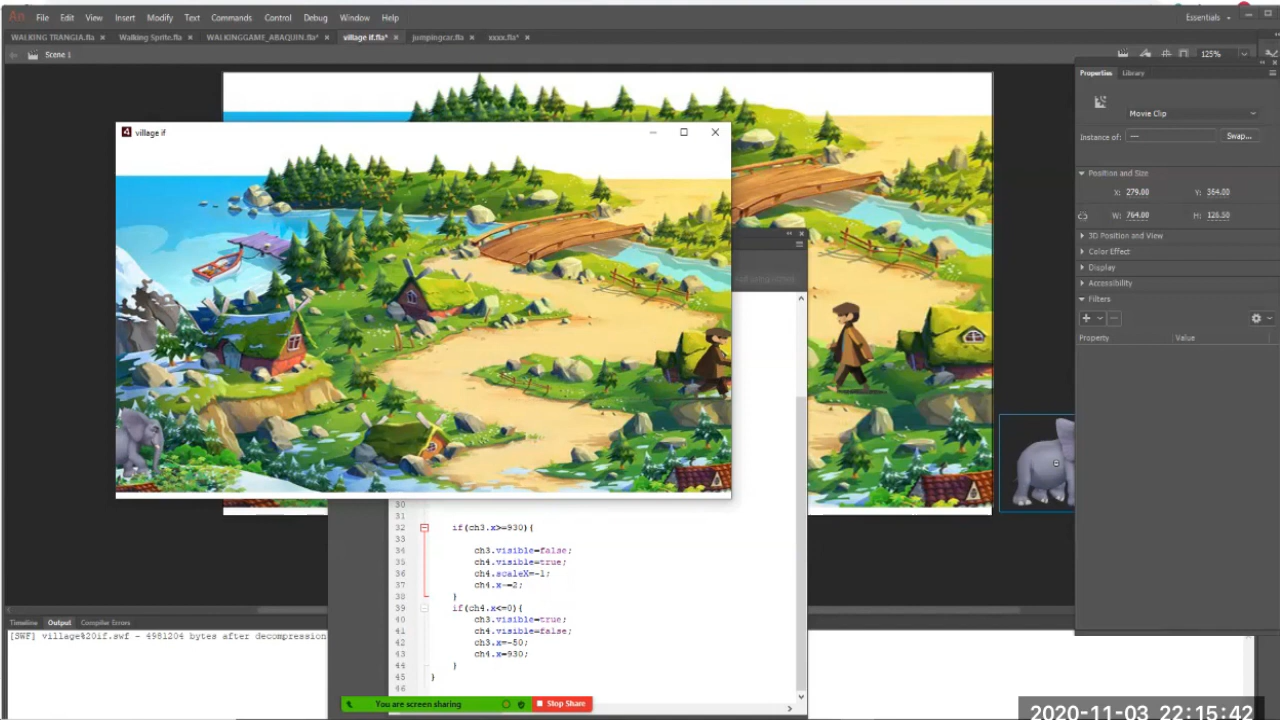 An File Edit View Insert Modify Text Commands Control Debug Window Help Essentials
WALKING TRANGIA.fla × Walking Sprite.fla × WALKINGGAME_ABAQUIN.fla* × village if.fla* × jumpingcar.fla × xxxx.fla* ×
Scene 1 125%
Properties Library
Movie Clip
Instance of: — Swap...
Position and Size
X: 279.00 Y: 364.00
W: 764.00 H: 126.50
3D Position and View
Color Effect
Display
Accessibility
Filters
Property Value
village if
30
31
32 if(ch3.x>=930){
33
34 ch3.visible=false;
35 ch4.visible=true;
36 ch4.scaleX=-1;
37 ch4.x-=2;
38 }
39 if(ch4.x<=0){
40 ch3.visible=true;
41 ch4.visible=false;
42 ch3.x=-50;
43 ch4.x=930;
44 }
45 }
46
Timeline Output Compiler Errors
[SWF] village%20if.swf - 4981204 bytes after decompression
You are screen sharing Stop Share
2020-11-03 22:15:42